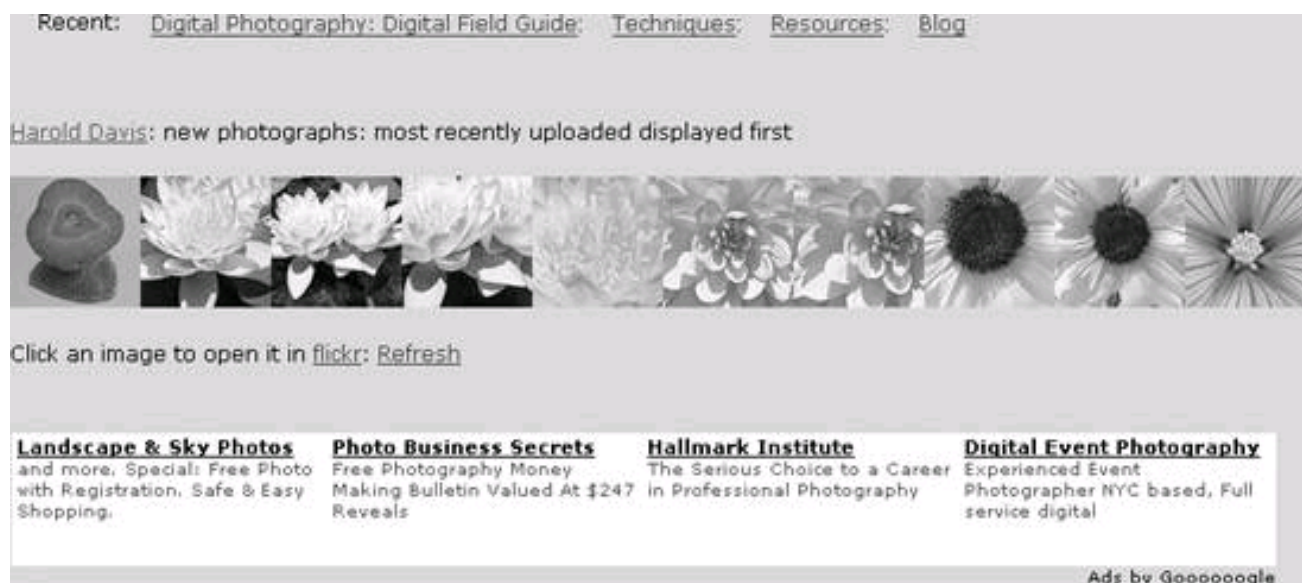 Recent: Digital Photography: Digital Field Guide: Techniques: Resources: Blog
Harold Davis: new photographs: most recently uploaded displayed first
Click an image to open it in flickr: Refresh
Landscape & Sky Photos
and more. Special: Free Photo
with Registration. Safe & Easy
Shopping.
Photo Business Secrets
Free Photography Money
Making Bulletin Valued At $247
Reveals
Hallmark Institute
The Serious Choice to a Career
in Professional Photography
Digital Event Photography
Experienced Event
Photographer NYC based, Full
service digital
Ads by Goooooogle